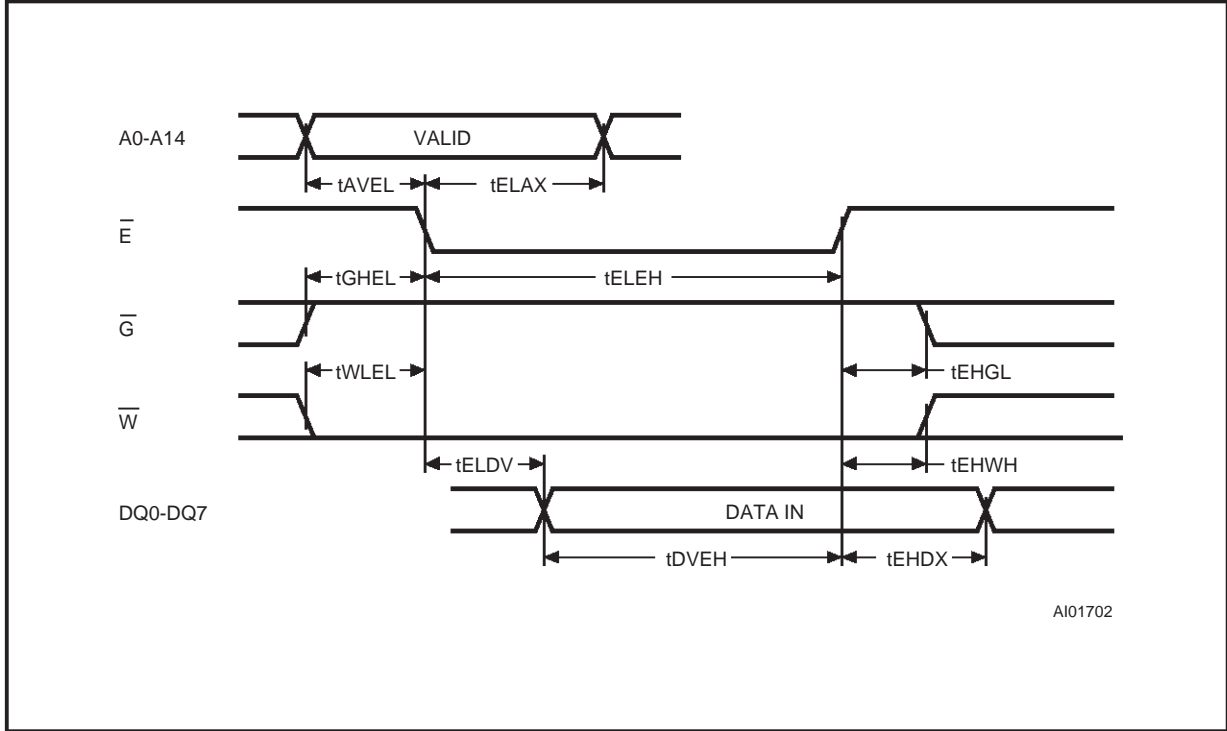 A0-A14
VALID
tAVEL
tELAX
E̅
tGHEL
tELEH
G̅
tWLEL
tEHGL
W̅
tELDV
tEHWH
DQ0-DQ7
DATA IN
tDVEH
tEHDX
AI01702